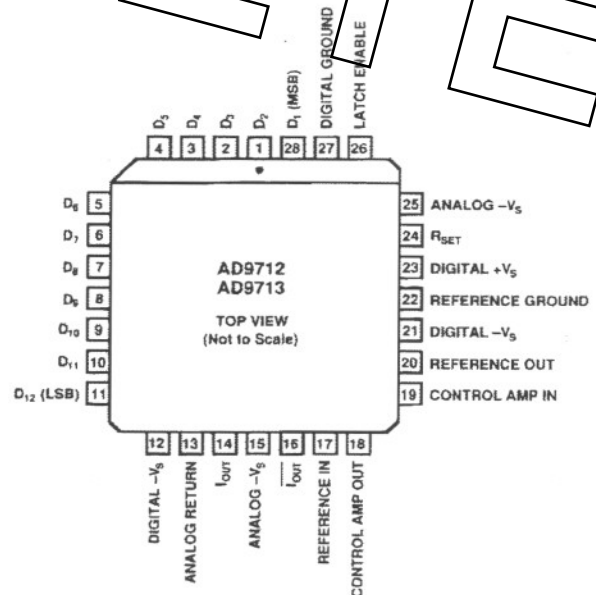 D5
D4
D3
D2
D1 (MSB)
DIGITAL GROUND
LATCH ENABLE
4
3
2
1
28
27
26
D6 5
D7 6
D8 7
D9 8
D10 9
D11 10
D12 (LSB) 11
AD9712
AD9713
TOP VIEW
(Not to Scale)
25 ANALOG –VS
24 RSET
23 DIGITAL +VS
22 REFERENCE GROUND
21 DIGITAL –VS
20 REFERENCE OUT
19 CONTROL AMP IN
12
13
14
15
16
17
18
DIGITAL –VS
ANALOG RETURN
IOUT
ANALOG –VS
IOUT
REFERENCE IN
CONTROL AMP OUT